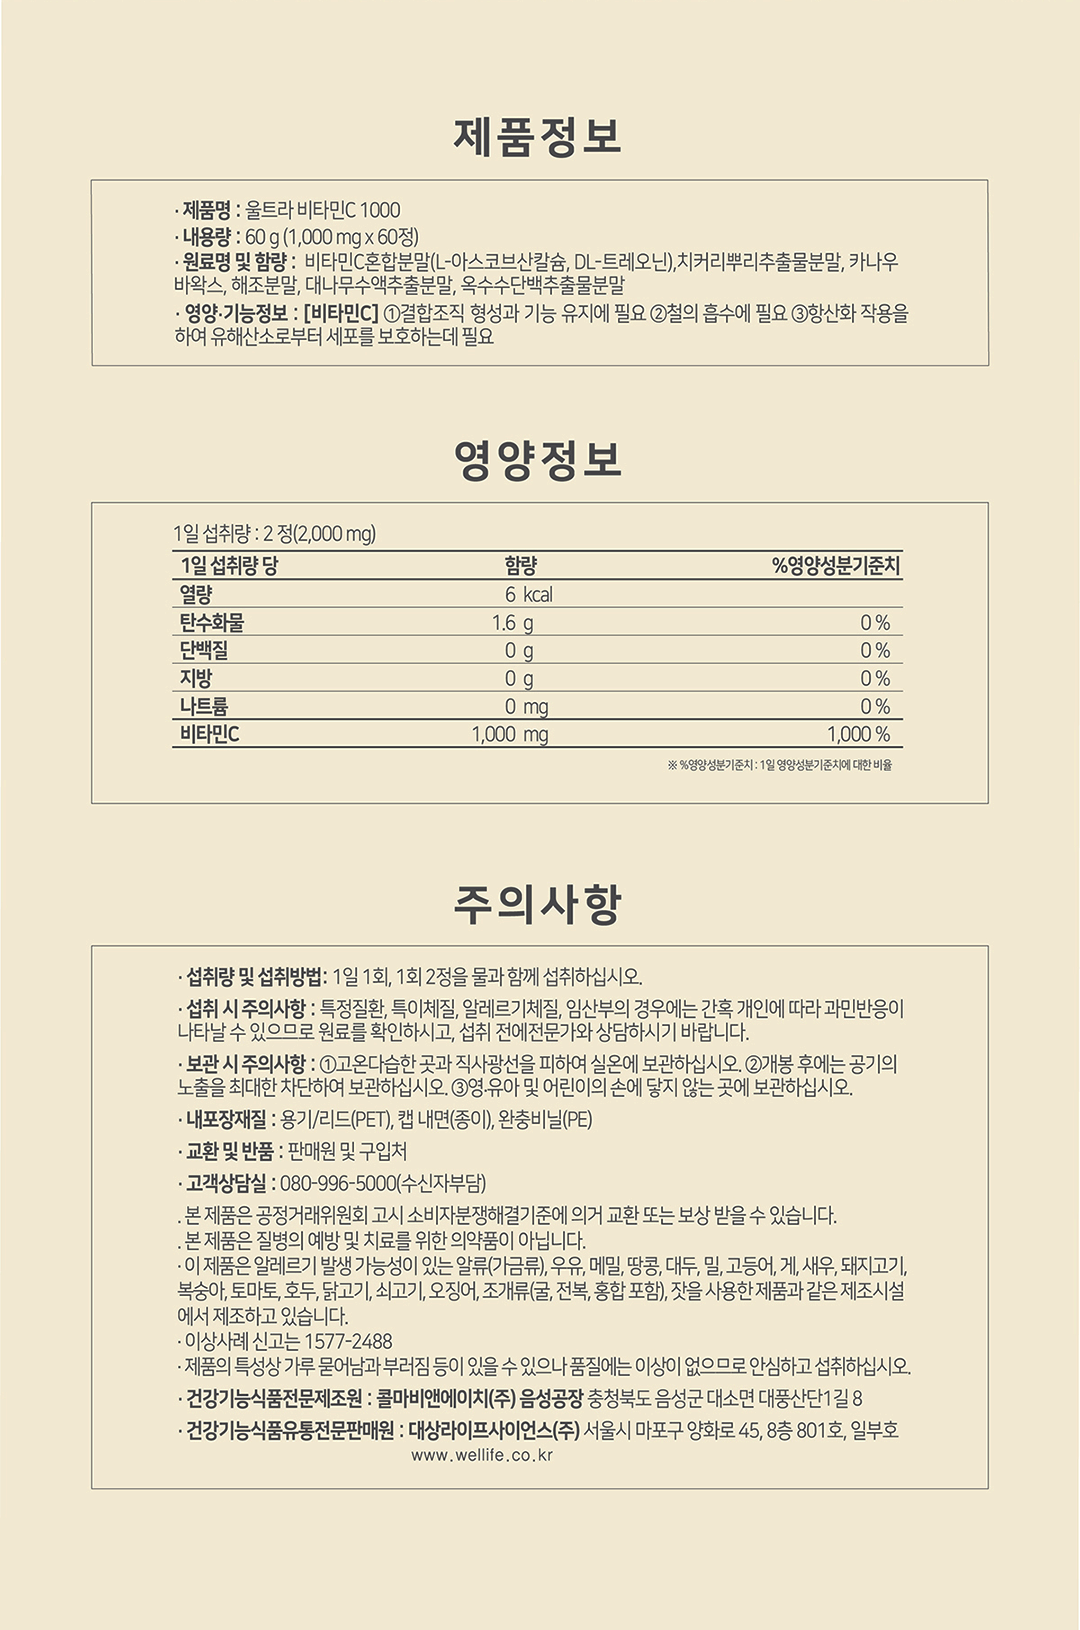 제품정보
· 제품명 : 울트라 비타민C 1000
· 내용량 : 60 g (1,000 mg x 60정)
· 원료명 및 함량 : 비타민C혼합분말(L-아스코브산칼슘, DL-트레오닌),치커리뿌리추출물분말, 카나우
바왁스, 해조분말, 대나무수액추출분말, 옥수수단백추출물분말
· 영양·기능정보 : [비타민C] ①결합조직 형성과 기능 유지에 필요 ②철의 흡수에 필요 ③항산화 작용을
하여 유해산소로부터 세포를 보호하는데 필요
영양정보
1일 섭취량 : 2 정(2,000 mg)
1일 섭취량 당 함량 %영양성분기준치
열량 6 kcal
탄수화물 1.6 g 0 %
단백질 0 g 0 %
지방 0 g 0 %
나트륨 0 mg 0 %
비타민C 1,000 mg 1,000 %
※ %영양성분기준치 : 1일 영양성분기준치에 대한 비율
주의사항
· 섭취량 및 섭취방법: 1일 1회, 1회 2정을 물과 함께 섭취하십시오.
· 섭취 시 주의사항 : 특정질환, 특이체질, 알레르기체질, 임산부의 경우에는 간혹 개인에 따라 과민반응이
나타날 수 있으므로 원료를 확인하시고, 섭취 전에전문가와 상담하시기 바랍니다.
· 보관 시 주의사항 : ①고온다습한 곳과 직사광선을 피하여 실온에 보관하십시오. ②개봉 후에는 공기의
노출을 최대한 차단하여 보관하십시오. ③영·유아 및 어린이의 손에 닿지 않는 곳에 보관하십시오.
· 내포장재질 : 용기/리드(PET), 캡 내면(종이), 완충비닐(PE)
· 교환 및 반품 : 판매원 및 구입처
· 고객상담실 : 080-996-5000(수신자부담)
. 본 제품은 공정거래위원회 고시 소비자분쟁해결기준에 의거 교환 또는 보상 받을 수 있습니다.
. 본 제품은 질병의 예방 및 치료를 위한 의약품이 아닙니다.
· 이 제품은 알레르기 발생 가능성이 있는 알류(가금류), 우유, 메밀, 땅콩, 대두, 밀, 고등어, 게, 새우, 돼지고기,
복숭아, 토마토, 호두, 닭고기, 쇠고기, 오징어, 조개류(굴, 전복, 홍합 포함), 잣을 사용한 제품과 같은 제조시설
에서 제조하고 있습니다.
· 이상사례 신고는 1577-2488
· 제품의 특성상 가루 묻어남과 부러짐 등이 있을 수 있으나 품질에는 이상이 없으므로 안심하고 섭취하십시오.
· 건강기능식품전문제조원 : 콜마비앤에이치(주) 음성공장 충청북도 음성군 대소면 대풍산단1길 8
· 건강기능식품유통전문판매원 : 대상라이프사이언스(주) 서울시 마포구 양화로 45, 8층 801호, 일부호
www.wellife.co.kr